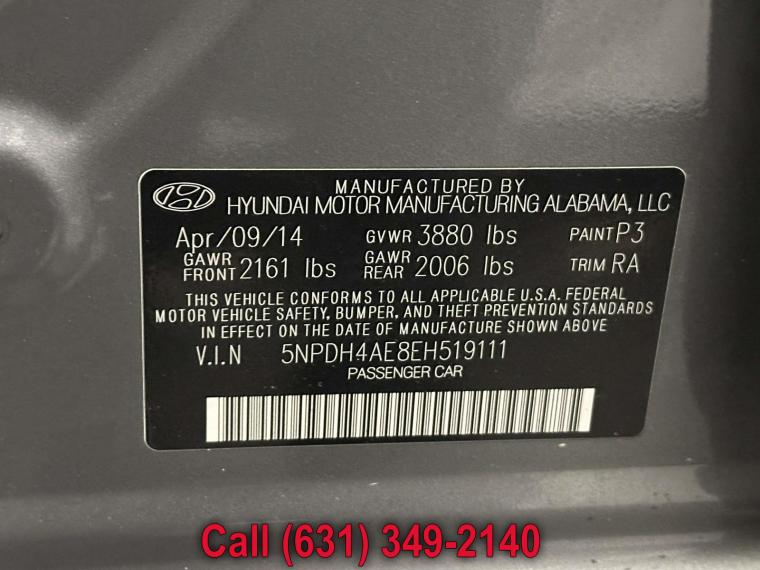 MANUFACTURED BY
HYUNDAI MOTOR MANUFACTURING ALABAMA, LLC
Apr/09/14 GVWR 3880 lbs PAINT P3
GAWR FRONT 2161 lbs GAWR REAR 2006 lbs TRIM RA
THIS VEHICLE CONFORMS TO ALL APPLICABLE U.S.A. FEDERAL
MOTOR VEHICLE SAFETY, BUMPER, AND THEFT PREVENTION STANDARDS
IN EFFECT ON THE DATE OF MANUFACTURE SHOWN ABOVE.
V.I.N 5NPDH4AE8EH519111
PASSENGER CAR
Call (631) 349-2140